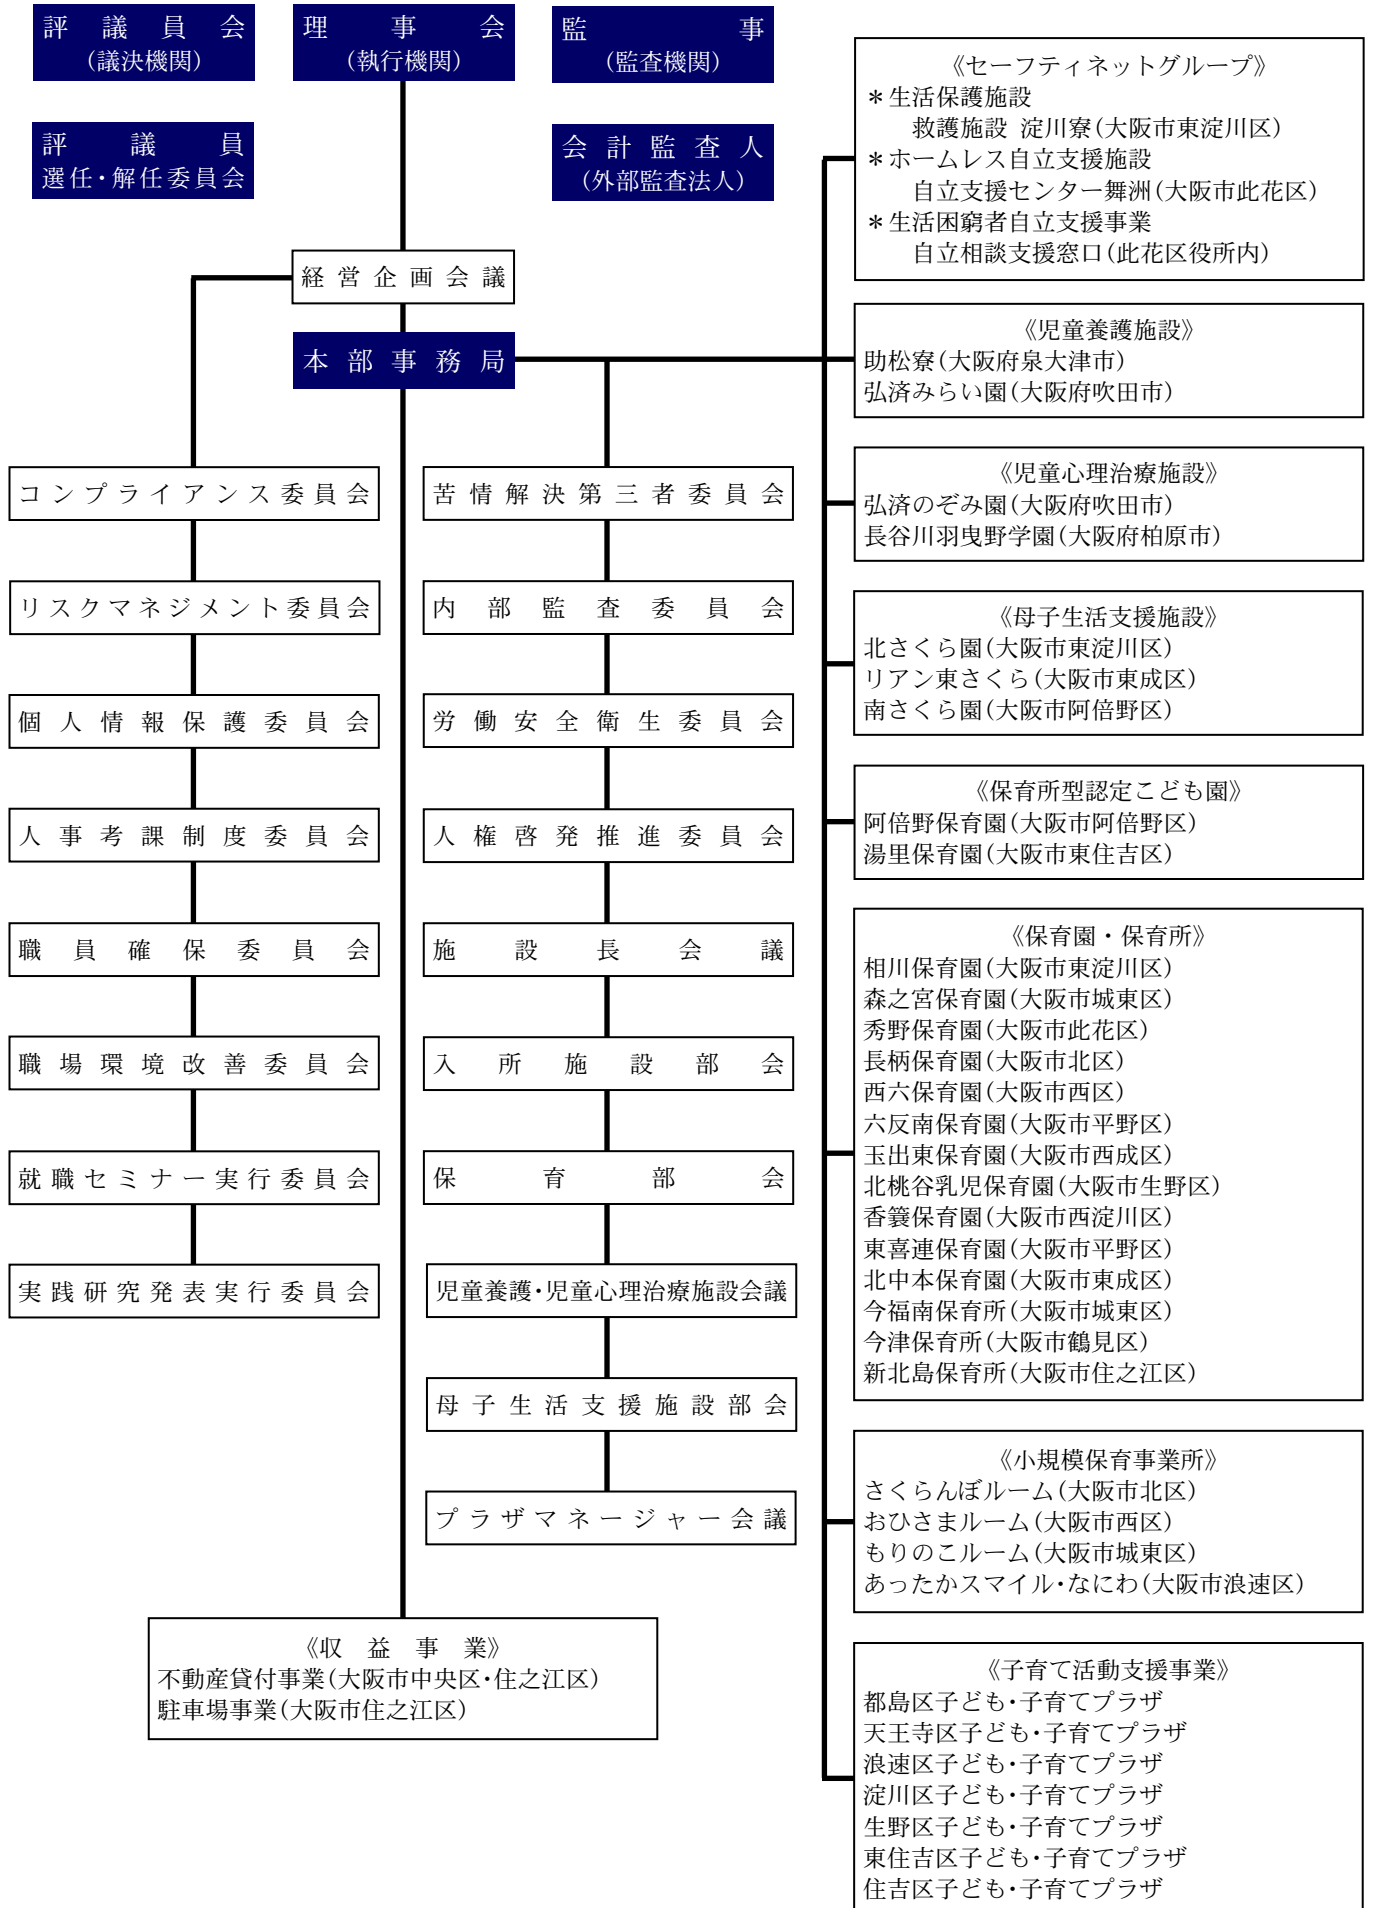 評議員会
(議決機関)
理事会
(執行機関)
監事
(監査機関)
評議員
選任・解任委員会
会計監査人
(外部監査法人)
経営企画会議
本部事務局
コンプライアンス委員会
リスクマネジメント委員会
個人情報保護委員会
人事考課制度委員会
職員確保委員会
職場環境改善委員会
就職セミナー実行委員会
実践研究発表実行委員会
苦情解決第三者委員会
内部監査委員会
労働安全衛生委員会
人権啓発推進委員会
施設長会議
入所施設部会
保育部会
児童養護・児童心理治療施設会議
母子生活支援施設部会
プラザマネージャー会議
《収益事業》
不動産貸付事業(大阪市中央区・住之江区)
駐車場事業(大阪市住之江区)
《セーフティネットグループ》
＊生活保護施設
救護施設 淀川寮(大阪市東淀川区)
＊ホームレス自立支援施設
自立支援センター舞洲(大阪市此花区)
＊生活困窮者自立支援事業
自立相談支援窓口(此花区役所内)
《児童養護施設》
助松寮(大阪府泉大津市)
弘済みらい園(大阪府吹田市)
《児童心理治療施設》
弘済のぞみ園(大阪府吹田市)
長谷川羽曳野学園(大阪府柏原市)
《母子生活支援施設》
北さくら園(大阪市東淀川区)
リアン東さくら(大阪市東成区)
南さくら園(大阪市阿倍野区)
《保育所型認定こども園》
阿倍野保育園(大阪市阿倍野区)
湯里保育園(大阪市東住吉区)
《保育園・保育所》
相川保育園(大阪市東淀川区)
森之宮保育園(大阪市城東区)
秀野保育園(大阪市此花区)
長柄保育園(大阪市北区)
西六保育園(大阪市西区)
六反南保育園(大阪市平野区)
玉出東保育園(大阪市西成区)
北桃谷乳児保育園(大阪市生野区)
香簑保育園(大阪市西淀川区)
東喜連保育園(大阪市平野区)
北中本保育園(大阪市東成区)
今福南保育所(大阪市城東区)
今津保育所(大阪市鶴見区)
新北島保育所(大阪市住之江区)
《小規模保育事業所》
さくらんぼルーム(大阪市北区)
おひさまルーム(大阪市西区)
もりのこルーム(大阪市城東区)
あったかスマイル・なにわ(大阪市浪速区)
《子育て活動支援事業》
都島区子ども・子育てプラザ
天王寺区子ども・子育てプラザ
浪速区子ども・子育てプラザ
淀川区子ども・子育てプラザ
生野区子ども・子育てプラザ
東住吉区子ども・子育てプラザ
住吉区子ども・子育てプラザ